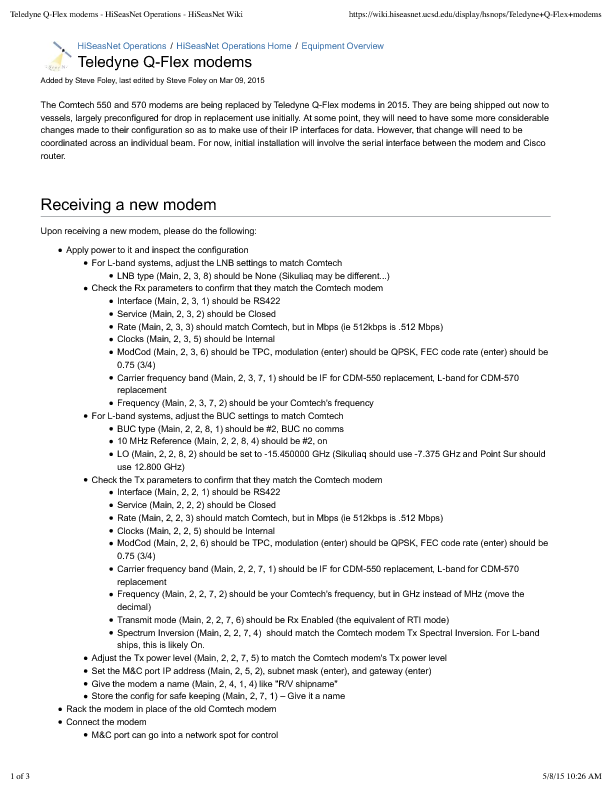 Teledyne Q-Flex modems - HiSeasNet Operations - HiSeasNet Wiki https://wiki.hiseasnet.ucsd.edu/display/hsnops/Teledyne+Q-Flex+modems
HiSeasNet Operations / HiSeasNet Operations Home / Equipment Overview
Teledyne Q-Flex modems
Added by Steve Foley, last edited by Steve Foley on Mar 09, 2015
The Comtech 550 and 570 modems are being replaced by Teledyne Q-Flex modems in 2015. They are being shipped out now to
vessels, largely preconfigured for drop in replacement use initially. At some point, they will need to have some more considerable
changes made to their configuration so as to make use of their IP interfaces for data. However, that change will need to be
coordinated across an individual beam. For now, initial installation will involve the serial interface between the modem and Cisco
router.
Receiving a new modem
Upon receiving a new modem, please do the following:
• Apply power to it and inspect the configuration
• For L-band systems, adjust the LNB settings to match Comtech
• LNB type (Main, 2, 3, 8) should be None (Sikuliaq may be different...)
• Check the Rx parameters to confirm that they match the Comtech modem
• Interface (Main, 2, 3, 1) should be RS422
• Service (Main, 2, 3, 2) should be Closed
• Rate (Main, 2, 3, 3) should match Comtech, but in Mbps (ie 512kbps is .512 Mbps)
• Clocks (Main, 2, 3, 5) should be Internal
• ModCod (Main, 2, 3, 6) should be TPC, modulation (enter) should be QPSK, FEC code rate (enter) should be
0.75 (3/4)
• Carrier frequency band (Main, 2, 3, 7, 1) should be IF for CDM-550 replacement, L-band for CDM-570
replacement
• Frequency (Main, 2, 3, 7, 2) should be your Comtech's frequency
• For L-band systems, adjust the BUC settings to match Comtech
• BUC type (Main, 2, 2, 8, 1) should be #2, BUC no comms
• 10 MHz Reference (Main, 2, 2, 8, 4) should be #2, on
• LO (Main, 2, 2, 8, 2) should be set to -15.450000 GHz (Sikuliaq should use -7.375 GHz and Point Sur should
use 12.800 GHz)
• Check the Tx parameters to confirm that they match the Comtech modem
• Interface (Main, 2, 2, 1) should be RS422
• Service (Main, 2, 2, 2) should be Closed
• Rate (Main, 2, 2, 3) should match Comtech, but in Mbps (ie 512kbps is .512 Mbps)
• Clocks (Main, 2, 2, 5) should be Internal
• ModCod (Main, 2, 2, 6) should be TPC, modulation (enter) should be QPSK, FEC code rate (enter) should be
0.75 (3/4)
• Carrier frequency band (Main, 2, 2, 7, 1) should be IF for CDM-550 replacement, L-band for CDM-570
replacement
• Frequency (Main, 2, 2, 7, 2) should be your Comtech's frequency, but in GHz instead of MHz (move the
decimal)
• Transmit mode (Main, 2, 2, 7, 6) should be Rx Enabled (the equivalent of RTI mode)
• Spectrum Inversion (Main, 2, 2, 7, 4)  should match the Comtech modem Tx Spectral Inversion. For L-band
ships, this is likely On.
• Adjust the Tx power level (Main, 2, 2, 7, 5) to match the Comtech modem's Tx power level
• Set the M&C port IP address (Main, 2, 5, 2), subnet mask (enter), and gateway (enter)
• Give the modem a name (Main, 2, 4, 1, 4) like "R/V shipname"
• Store the config for safe keeping (Main, 2, 7, 1) – Give it a name
• Rack the modem in place of the old Comtech modem
• Connect the modem
• M&C port can go into a network spot for control
1 of 3 5/8/15 10:26 AM